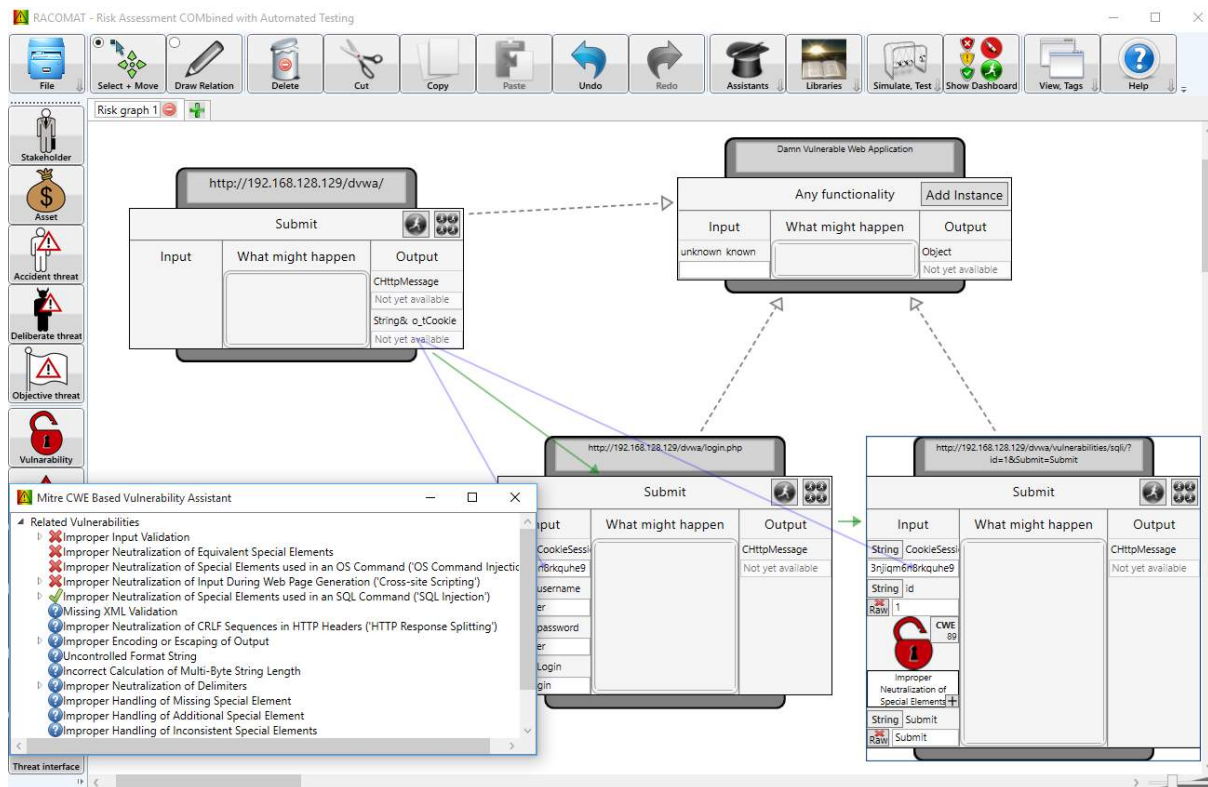 RACOMAT - Risk Assessment COMbined with Automated Testing
File
Select + Move
Draw Relation
Delete
Cut
Copy
Paste
Undo
Redo
Assistants
Libraries
Simulate, Test
Show Dashboard
View, Tags
Help
Risk graph 1
Stakeholder
Asset
Accident threat
Deliberate threat
Objective threat
Vulnarability
Threat interface
http://192.168.128.129/dvwa/
Submit
Input
What might happen
Output
CHttpMessage
Not yet available
String& o_tCookie
Not yet available
Damn Vulnerable Web Application
Any functionality
Add Instance
Input
What might happen
Output
unknown known
Object
Not yet available
http://192.168.128.129/dvwa/login.php
Submit
What might happen
Output
CookieSessi
username
er
password
er
Login
gin
CHttpMessage
Not yet available
http://192.168.128.129/dvwa/vulnerabilities/sqli/?
id=1&Submit=Submit
Submit
Input
What might happen
Output
String CookieSessi
3njiqm6rl8rkquhe9
String id
Raw 1
CWE
89
Improper
Neutralization of
Special Elements
String Submit
Raw Submit
CHttpMessage
Not yet available
Mitre CWE Based Vulnerability Assistant
Related Vulnerabilities
Improper Input Validation
Improper Neutralization of Equivalent Special Elements
Improper Neutralization of Special Elements used in an OS Command ('OS Command Injectic
Improper Neutralization of Input During Web Page Generation ('Cross-site Scripting')
Improper Neutralization of Special Elements used in an SQL Command ('SQL Injection')
Missing XML Validation
Improper Neutralization of CRLF Sequences in HTTP Headers ('HTTP Response Splitting')
Improper Encoding or Escaping of Output
Uncontrolled Format String
Incorrect Calculation of Multi-Byte String Length
Improper Neutralization of Delimiters
Improper Handling of Missing Special Element
Improper Handling of Additional Special Element
Improper Handling of Inconsistent Special Elements